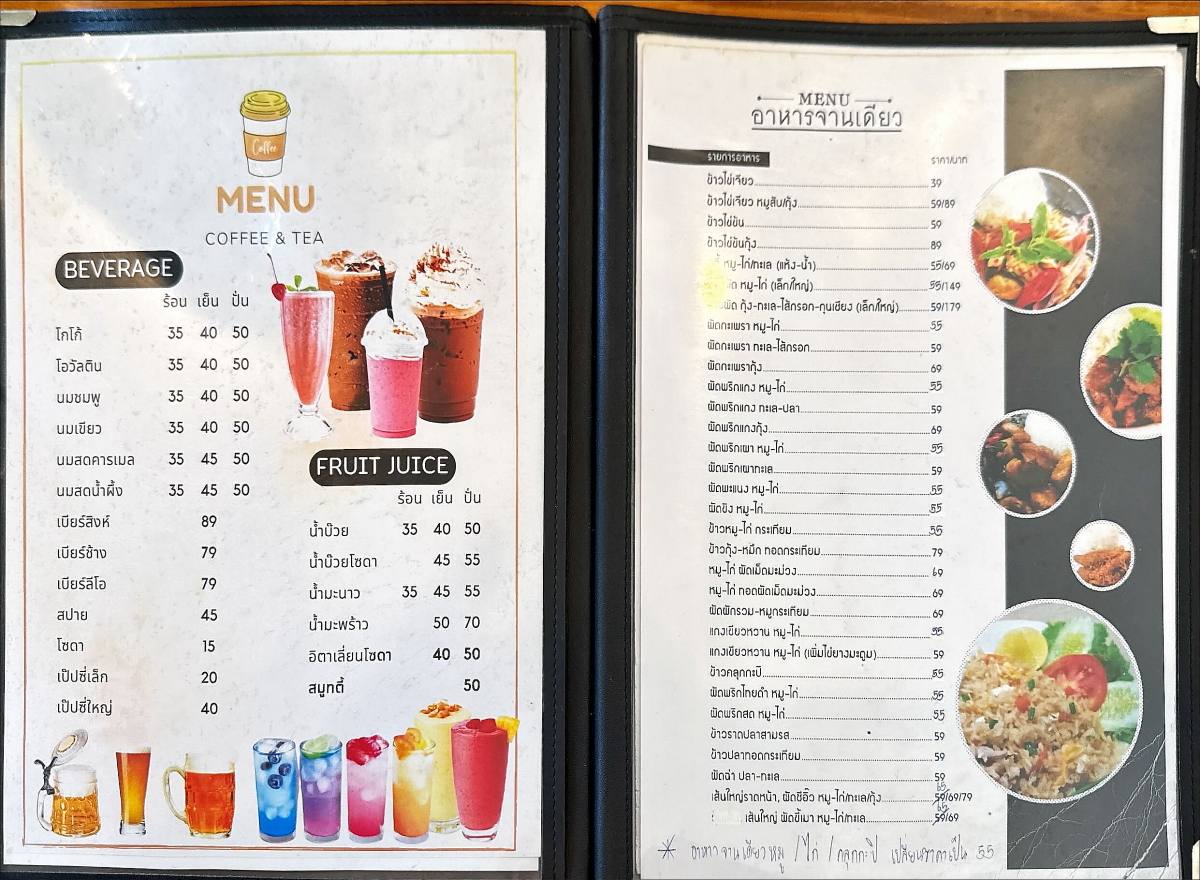 Coffee
MENU
COFFEE & TEA
BEVERAGE
ร้อน เย็น ปั่น
โกโก้ 35 40 50
โอวัลติน 35 40 50
นมชมพู 35 40 50
นมเขียว 35 40 50
นมสดคารเมล 35 45 50
นมสดน้ำผึ้ง 35 45 50
เบียร์สิงห์ 89
เบียร์ช้าง 79
เบียร์ลีโอ 79
สปาย 45
โซดา 15
เป๊ปซี่เล็ก 20
เป๊ปซี่ใหญ่ 40
FRUIT JUICE
ร้อน เย็น ปั่น
น้ำบ๊วย 35 40 50
น้ำบ๊วยโซดา 45 55
น้ำมะนาว 35 45 55
น้ำมะพร้าว 50 70
อิตาเลี่ยนโซดา 40 50
สมูทตี้ 50
MENU
อาหารจานเดียว
รายการอาหาร ราคา/บาท
ข้าวไข่เจียว 39
ข้าวไข่เจียว หมูสับ/กุ้ง 59/89
ข้าวไข่ข้น 59
ข้าวไข่ข้นกุ้ง 89
หมู-ไก่/ทะเล (แห้ง-น้ำ) 55/69
หมู-ไก่ (เล็ก/ใหญ่) 55/149
กุ้ง-ทะเล-ไส้กรอก-กุนเชียง (เล็ก/ใหญ่) 59/179
ผัดกะเพรา หมู-ไก่ 55
ผัดกะเพรา ทะเล-ไส้กรอก 59
ผัดกะเพรากุ้ง 69
ผัดพริกแกง หมู-ไก่ 55
ผัดพริกแกง ทะเล-ปลา 59
ผัดพริกแกงกุ้ง 69
ผัดพริกเผา หมู-ไก่ 55
ผัดพริกเผาทะเล 59
ผัดพะแนง หมู-ไก่ 55
ผัดขิง หมู-ไก่ 55
ข้าวหมู-ไก่ กระเทียม 55
ข้าวกุ้ง-หมึก ทอดกระเทียม 79
หมู-ไก่ ผัดเม็ดมะม่วง 69
หมู-ไก่ ทอดผัดเม็ดมะม่วง 69
ผัดผักรวม-หมูกระเทียม 69
แกงเขียวหวาน หมู-ไก่ 55
แกงเขียวหวาน หมู-ไก่ (เพิ่มไข่ยางมะตูม) 59
ข้าวคลุกกะปิ 55
ผัดพริกไทยดำ หมู-ไก่ 55
ผัดพริกสด หมู-ไก่ 55
ข้าวราดปลาสามรส 59
ข้าวปลาทอดกระเทียม 59
ผัดฉ่า ปลา-ทะเล 59
เส้นใหญ่ราดหน้า, ผัดซีอิ๊ว หมู-ไก่/ทะเล/กุ้ง 59/69/79
เส้นใหญ่ ผัดขี้เมา หมู-ไก่/ทะเล 59/69
* อาหารจานเดียว หมู / ไก่ / คลุกกะปิ เปลี่ยนราคาเป็น 55